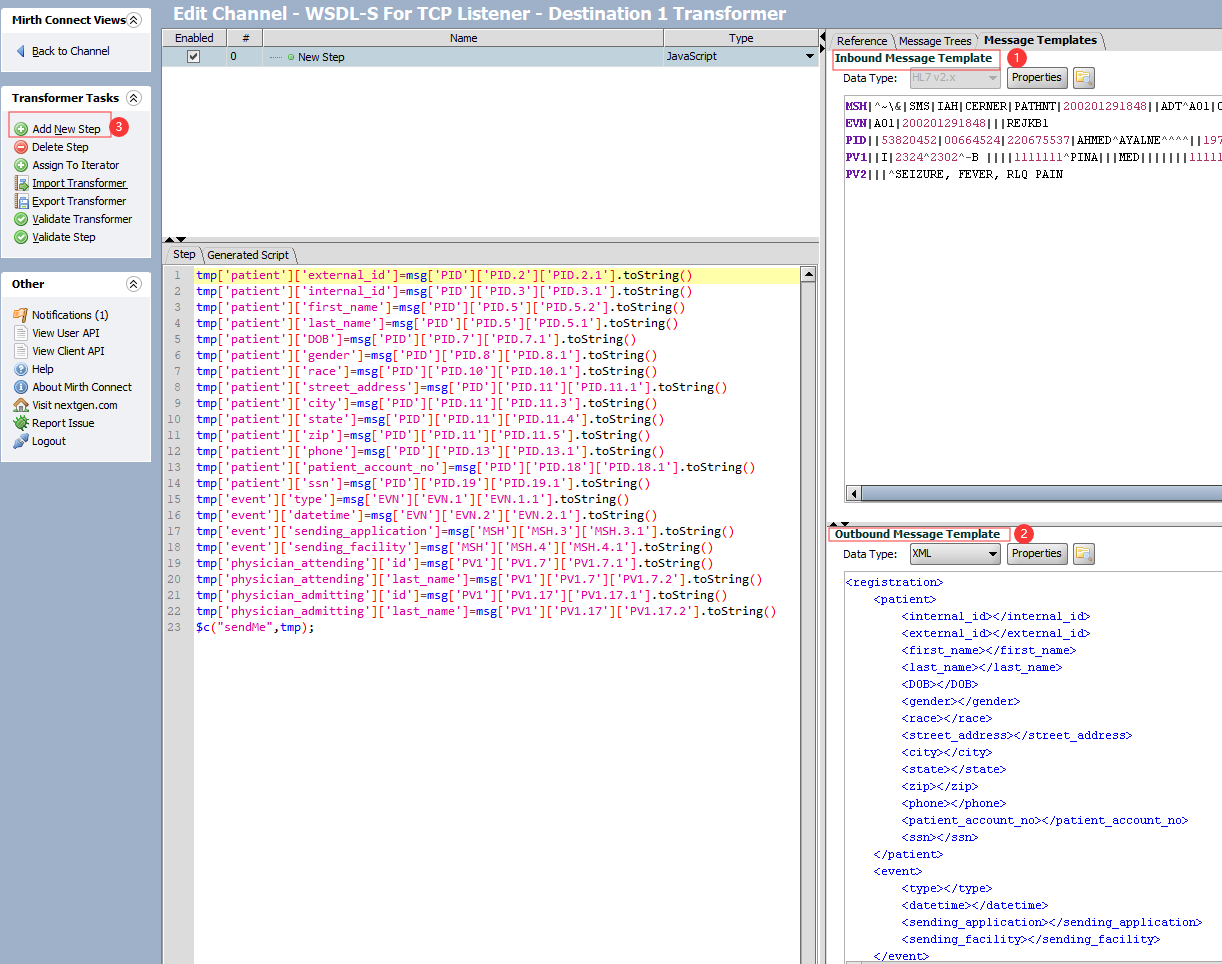 Edit Channel - WSDL-S For TCP Listener - Destination 1 Transformer
Mirth Connect Views
Back to Channel
Transformer Tasks
Add New Step
3
Delete Step
Assign To Iterator
Import Transformer
Export Transformer
Validate Transformer
Validate Step
Other
Notifications (1)
View User API
View Client API
Help
About Mirth Connect
Visit nextgen.com
Report Issue
Logout
Enabled # Name Type
0 New Step JavaScript
Step Generated Script
1 tmp['patient']['external_id']=msg['PID']['PID.2']['PID.2.1'].toString()
2 tmp['patient']['internal_id']=msg['PID']['PID.3']['PID.3.1'].toString()
3 tmp['patient']['first_name']=msg['PID']['PID.5']['PID.5.2'].toString()
4 tmp['patient']['last_name']=msg['PID']['PID.5']['PID.5.1'].toString()
5 tmp['patient']['DOB']=msg['PID']['PID.7']['PID.7.1'].toString()
6 tmp['patient']['gender']=msg['PID']['PID.8']['PID.8.1'].toString()
7 tmp['patient']['race']=msg['PID']['PID.10']['PID.10.1'].toString()
8 tmp['patient']['street_address']=msg['PID']['PID.11']['PID.11.1'].toString()
9 tmp['patient']['city']=msg['PID']['PID.11']['PID.11.3'].toString()
10 tmp['patient']['state']=msg['PID']['PID.11']['PID.11.4'].toString()
11 tmp['patient']['zip']=msg['PID']['PID.11']['PID.11.5'].toString()
12 tmp['patient']['phone']=msg['PID']['PID.13']['PID.13.1'].toString()
13 tmp['patient']['patient_account_no']=msg['PID']['PID.18']['PID.18.1'].toString()
14 tmp['patient']['ssn']=msg['PID']['PID.19']['PID.19.1'].toString()
15 tmp['event']['type']=msg['EVN']['EVN.1']['EVN.1.1'].toString()
16 tmp['event']['datetime']=msg['EVN']['EVN.2']['EVN.2.1'].toString()
17 tmp['event']['sending_application']=msg['MSH']['MSH.3']['MSH.3.1'].toString()
18 tmp['event']['sending_facility']=msg['MSH']['MSH.4']['MSH.4.1'].toString()
19 tmp['physician_attending']['id']=msg['PV1']['PV1.7']['PV1.7.1'].toString()
20 tmp['physician_attending']['last_name']=msg['PV1']['PV1.7']['PV1.7.2'].toString()
21 tmp['physician_admitting']['id']=msg['PV1']['PV1.17']['PV1.17.1'].toString()
22 tmp['physician_admitting']['last_name']=msg['PV1']['PV1.17']['PV1.17.2'].toString()
23 $c("sendMe",tmp);
Reference Message Trees Message Templates
Inbound Message Template 1
Data Type: HL7 v2.x Properties
MSH|^~\&|SMS|IAH|CERNER|PATHNT|200201291848||ADT^A01|
EVN|A01|200201291848|||REJKB1
PID||53820452|00664524|220675537|AHMED^AYALNE^^^^||197
PV1||I|2324^2302^-B ||||1111111^PINA|||MED|||||||11111
PV2|||^SEIZURE, FEVER, RLQ PAIN
Outbound Message Template 2
Data Type: XML Properties
<registration>
<patient>
<internal_id></internal_id>
<external_id></external_id>
<first_name></first_name>
<last_name></last_name>
<DOB></DOB>
<gender></gender>
<race></race>
<street_address></street_address>
<city></city>
<state></state>
<zip></zip>
<phone></phone>
<patient_account_no></patient_account_no>
<ssn></ssn>
</patient>
<event>
<type></type>
<datetime></datetime>
<sending_application></sending_application>
<sending_facility></sending_facility>
</event>